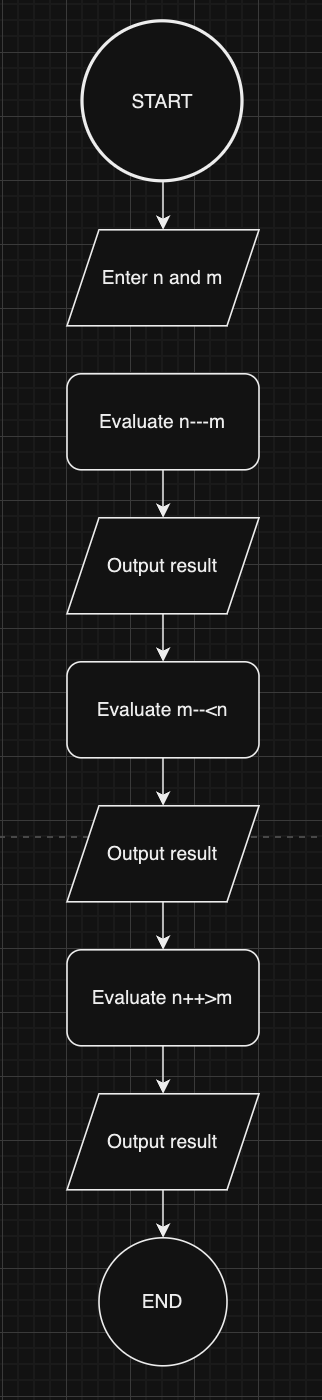 START
Enter n and m
Evaluate n---m
Output result
Evaluate m--<n
Output result
Evaluate n++>m
Output result
END